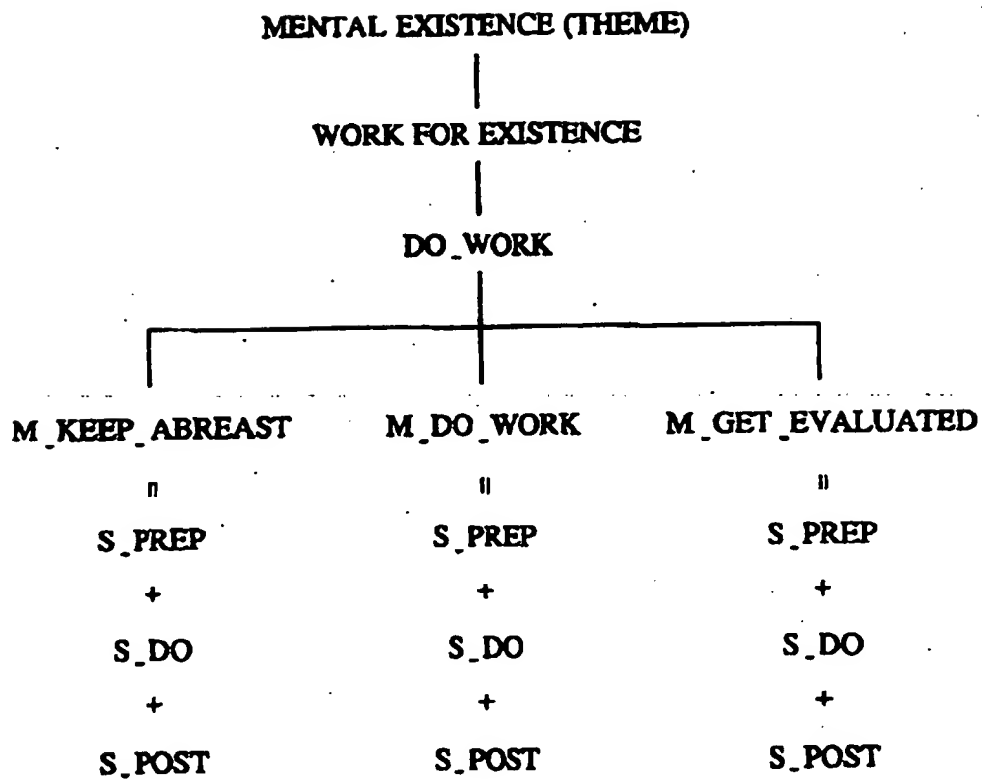 MENTAL EXISTENCE (THEME)
WORK FOR EXISTENCE
DO_WORK
M_KEEP_ABREAST M_DO_WORK M_GET_EVALUATED
= = =
S_PREP S_PREP S_PREP
+ + +
S_DO S_DO S_DO
+ + +
S_POST S_POST S_POST